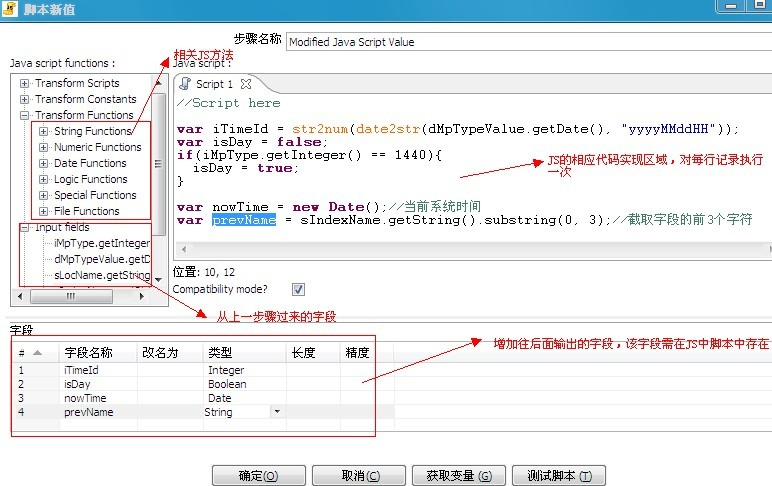 脚本新值
步骤名称 Modified Java Script Value
相关JS方法
Java script functions :
Java script :
Transform Scripts
Transform Constants
Transform Functions
String Functions
Numeric Functions
Date Functions
Logic Functions
Special Functions
File Functions
Input fields
iMpType.getInteger
dMpTypeValue.getD
sLocName.getString
Script 1
//Script here
var iTimeId = str2num(date2str(dMpTypeValue.getDate(), "yyyyMMddHH"));
var isDay = false;
if(iMpType.getInteger() == 1440){
isDay = true;
}
var nowTime = new Date();//当前系统时间
var prevName = sIndexName.getString().substring(0, 3);//截取字段的前3个字符
JS的相应代码实现区域，对每行记录执行
一次
位置: 10, 12
Compatibility mode?
从上一步骤过来的字段
字段
# 字段名称 改名为 类型 长度 精度
1 iTimeId Integer
2 isDay Boolean
3 nowTime Date
4 prevName String
增加往后面输出的字段，该字段需在JS中脚本中存在
确定(O) 取消(C) 获取变量 (G) 测试脚本 (T)